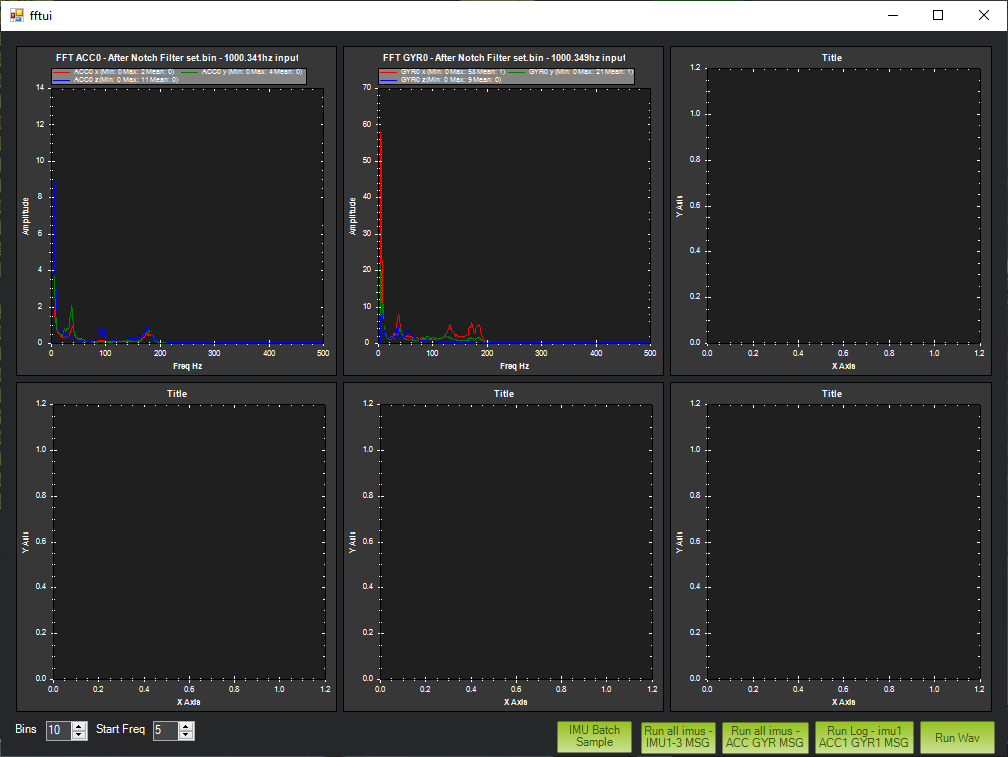 fftui
FFT ACC0 - After Notch Filter set.bin - 1000.341hz input
ACC0 x (Min: 0 Max: 2 Mean: 0) ACC0 y (Min: 0 Max: 4 Mean: 0)
ACC0 z (Min: 0 Max: 11 Mean: 0)
14
12
10
8
6
4
2
0
Amplitude
0 100 200 300 400 500
Freq Hz
FFT GYR0 - After Notch Filter set.bin - 1000.349hz input
GYR0 x (Min: 0 Max: 58 Mean: 1) GYR0 y (Min: 0 Max: 21 Mean: 1)
GYR0 z (Min: 0 Max: 9 Mean: 0)
70
60
50
40
30
20
10
0
Amplitude
0 100 200 300 400 500
Freq Hz
Title
1.2
1.0
0.8
0.6
0.4
0.2
0.0
Y Axis
0.0 0.2 0.4 0.6 0.8 1.0 1.2
X Axis
Title
1.2
1.0
0.8
0.6
0.4
0.2
0.0
Y Axis
0.0 0.2 0.4 0.6 0.8 1.0 1.2
X Axis
Title
1.2
1.0
0.8
0.6
0.4
0.2
0.0
Y Axis
0.0 0.2 0.4 0.6 0.8 1.0 1.2
X Axis
Title
1.2
1.0
0.8
0.6
0.4
0.2
0.0
Y Axis
0.0 0.2 0.4 0.6 0.8 1.0 1.2
X Axis
Bins 10 Start Freq 5
IMU Batch
Sample
Run all imus -
IMU1-3 MSG
Run all imus -
ACC GYR MSG
Run Log - imu1
ACC1 GYR1 MSG
Run Wav